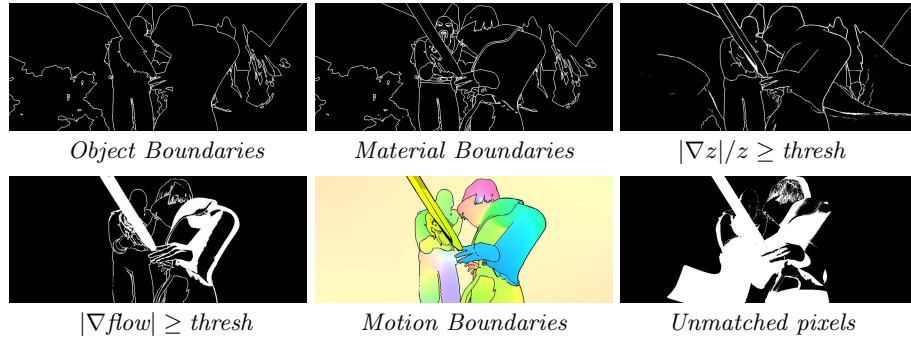 Object Boundaries
Material Boundaries
|∇z|/z ≥ thresh
|∇flow| ≥ thresh
Motion Boundaries
Unmatched pixels